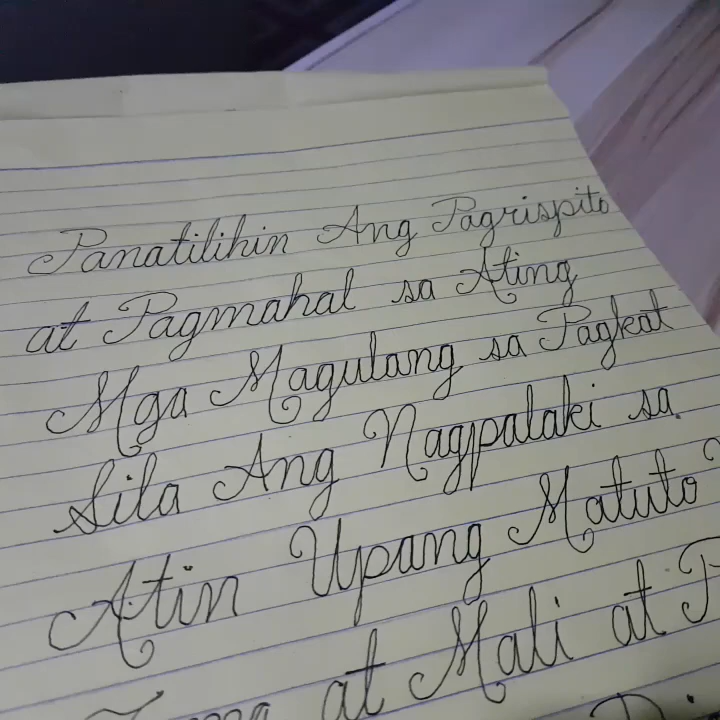 Panatilihin Ang Pagrispito
at Pagmahal sa Ating
Mga Magulang sa Pagkat
Sila Ang Nagpalaki sa
Atin Upang Matuto
at Mali at